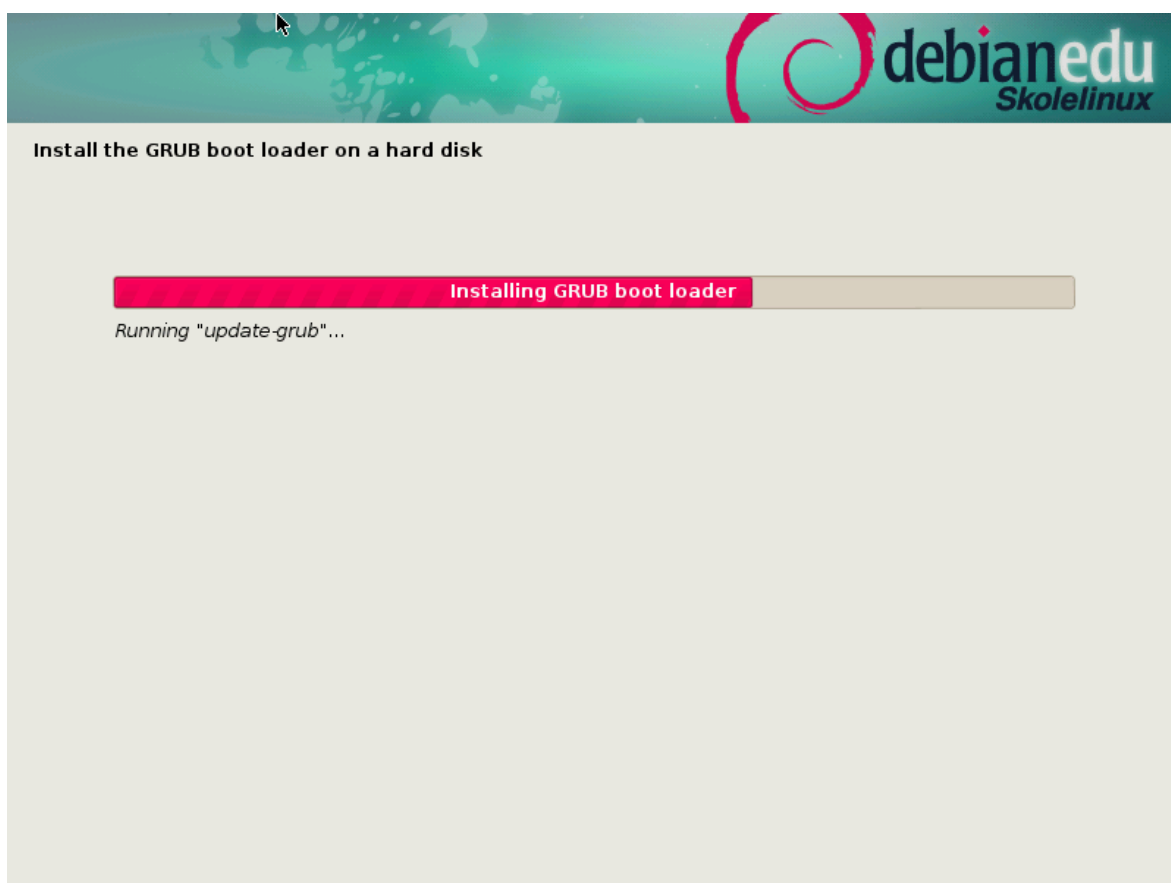 debianedu
Skolelinux
Install the GRUB boot loader on a hard disk
Installing GRUB boot loader
Running "update-grub"...